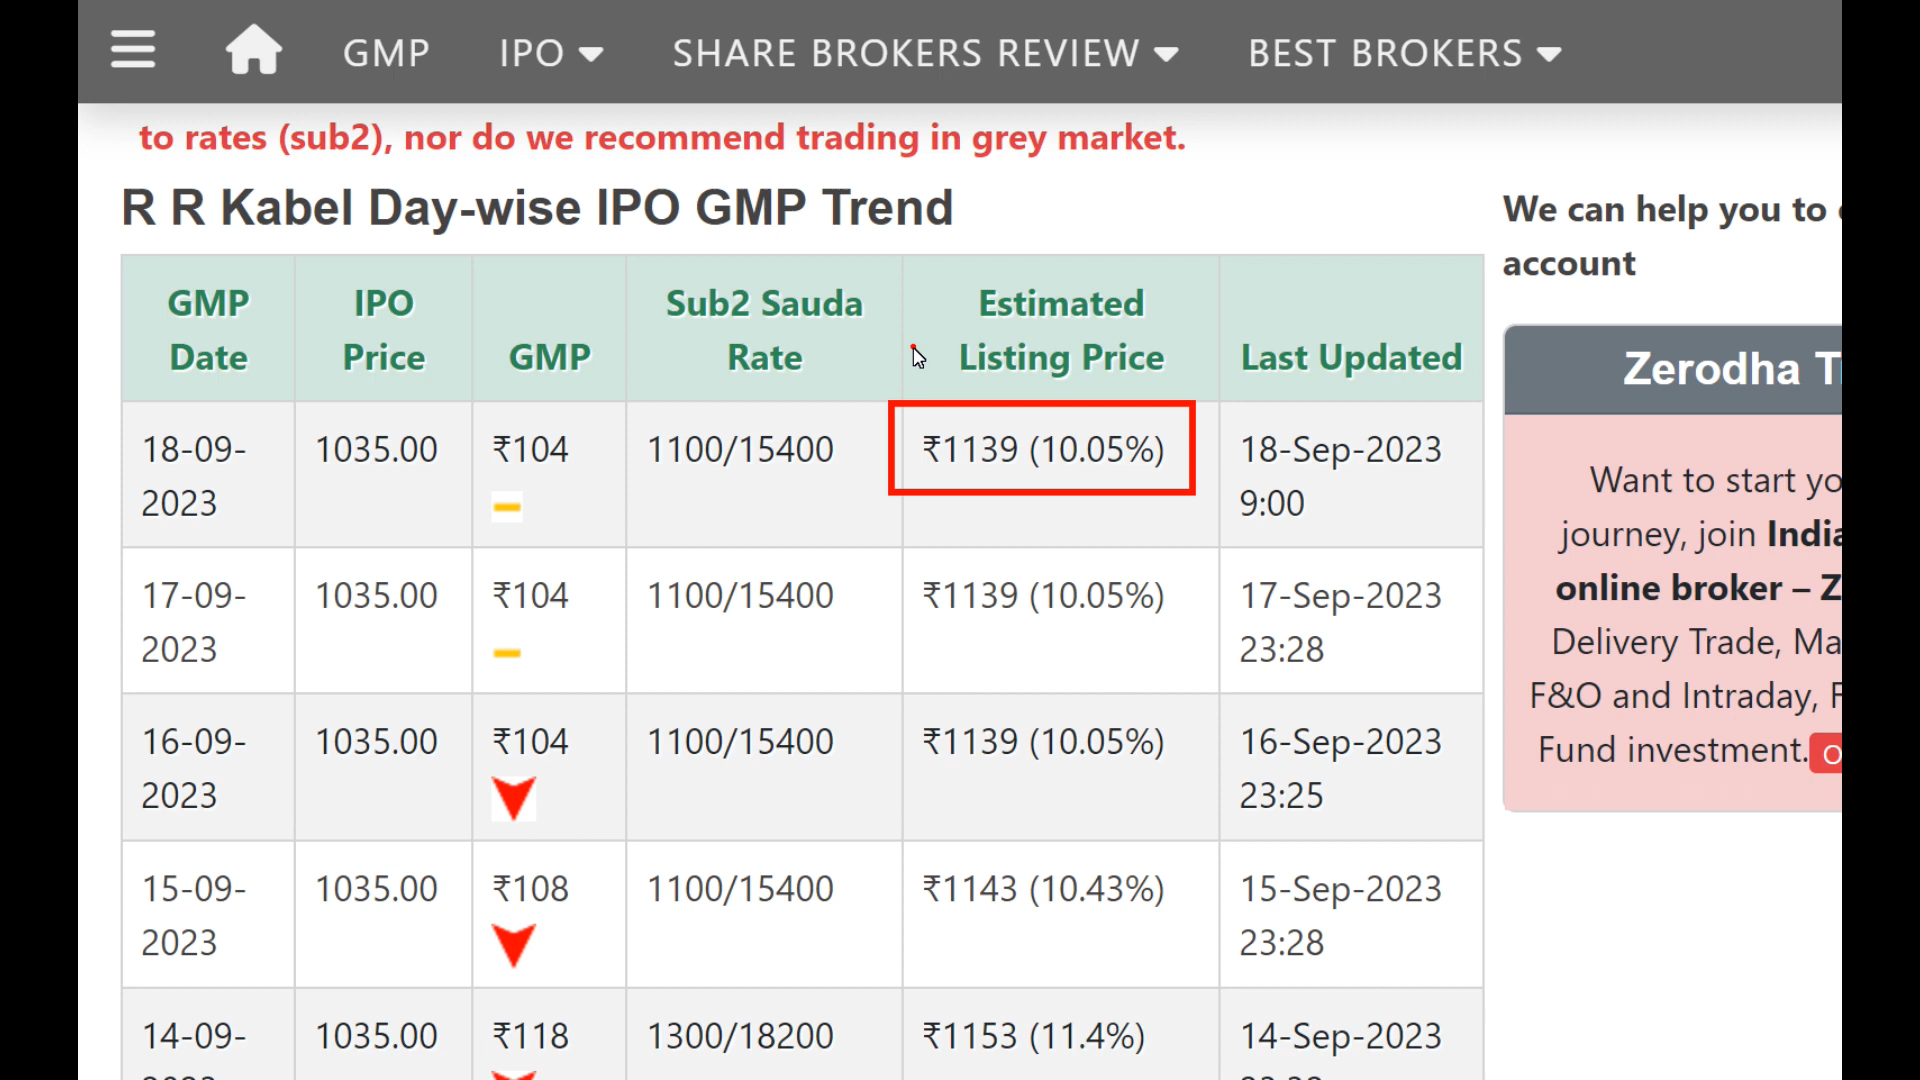 GMP IPO SHARE BROKERS REVIEW BEST BROKERS
to rates (sub2), nor do we recommend trading in grey market.
R R Kabel Day-wise IPO GMP Trend
GMP Date IPO Price GMP Sub2 Sauda Rate Estimated Listing Price Last Updated
18-09-2023 1035.00 ₹104 1100/15400 ₹1139 (10.05%) 18-Sep-2023 9:00
17-09-2023 1035.00 ₹104 1100/15400 ₹1139 (10.05%) 17-Sep-2023 23:28
16-09-2023 1035.00 ₹104 1100/15400 ₹1139 (10.05%) 16-Sep-2023 23:25
15-09-2023 1035.00 ₹108 1100/15400 ₹1143 (10.43%) 15-Sep-2023 23:28
14-09- 1035.00 ₹118 1300/18200 ₹1153 (11.4%) 14-Sep-2023
We can help you to
account
Zerodha T
Want to start yo
journey, join India
online broker – Z
Delivery Trade, Ma
F&O and Intraday, F
Fund investment. O